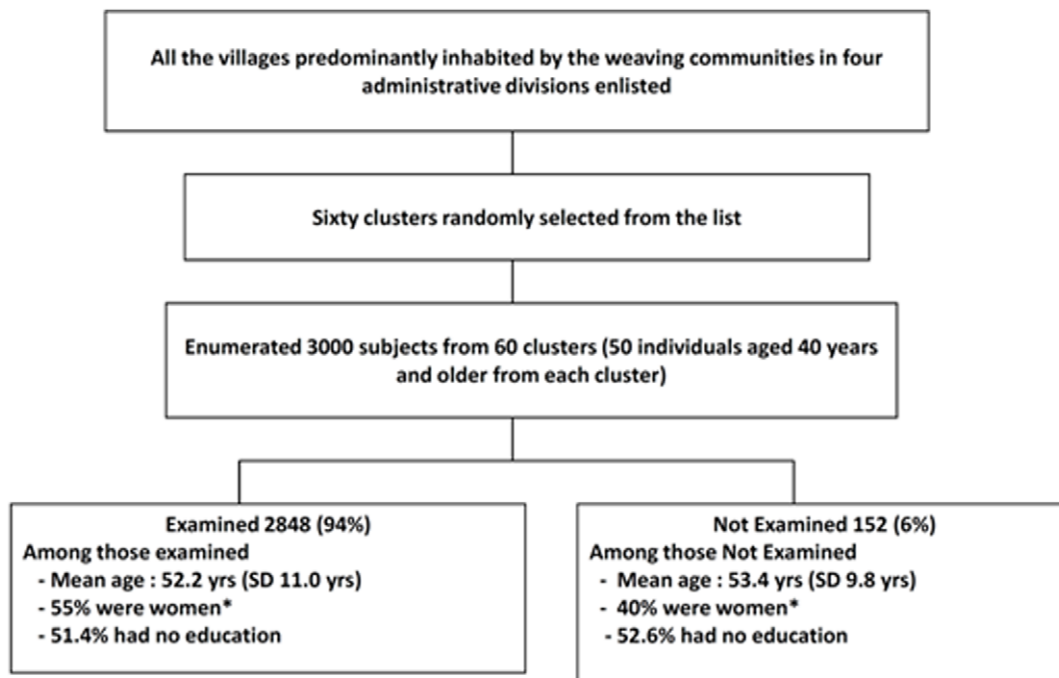 All the villages predominantly inhabited by the weaving communities in four
administrative divisions enlisted
Sixty clusters randomly selected from the list
Enumerated 3000 subjects from 60 clusters (50 individuals aged 40 years
and older from each cluster)
Examined 2848 (94%)
Among those examined
- Mean age : 52.2 yrs (SD 11.0 yrs)
- 55% were women*
- 51.4% had no education
Not Examined 152 (6%)
Among those Not Examined
- Mean age : 53.4 yrs (SD 9.8 yrs)
- 40% were women*
- 52.6% had no education